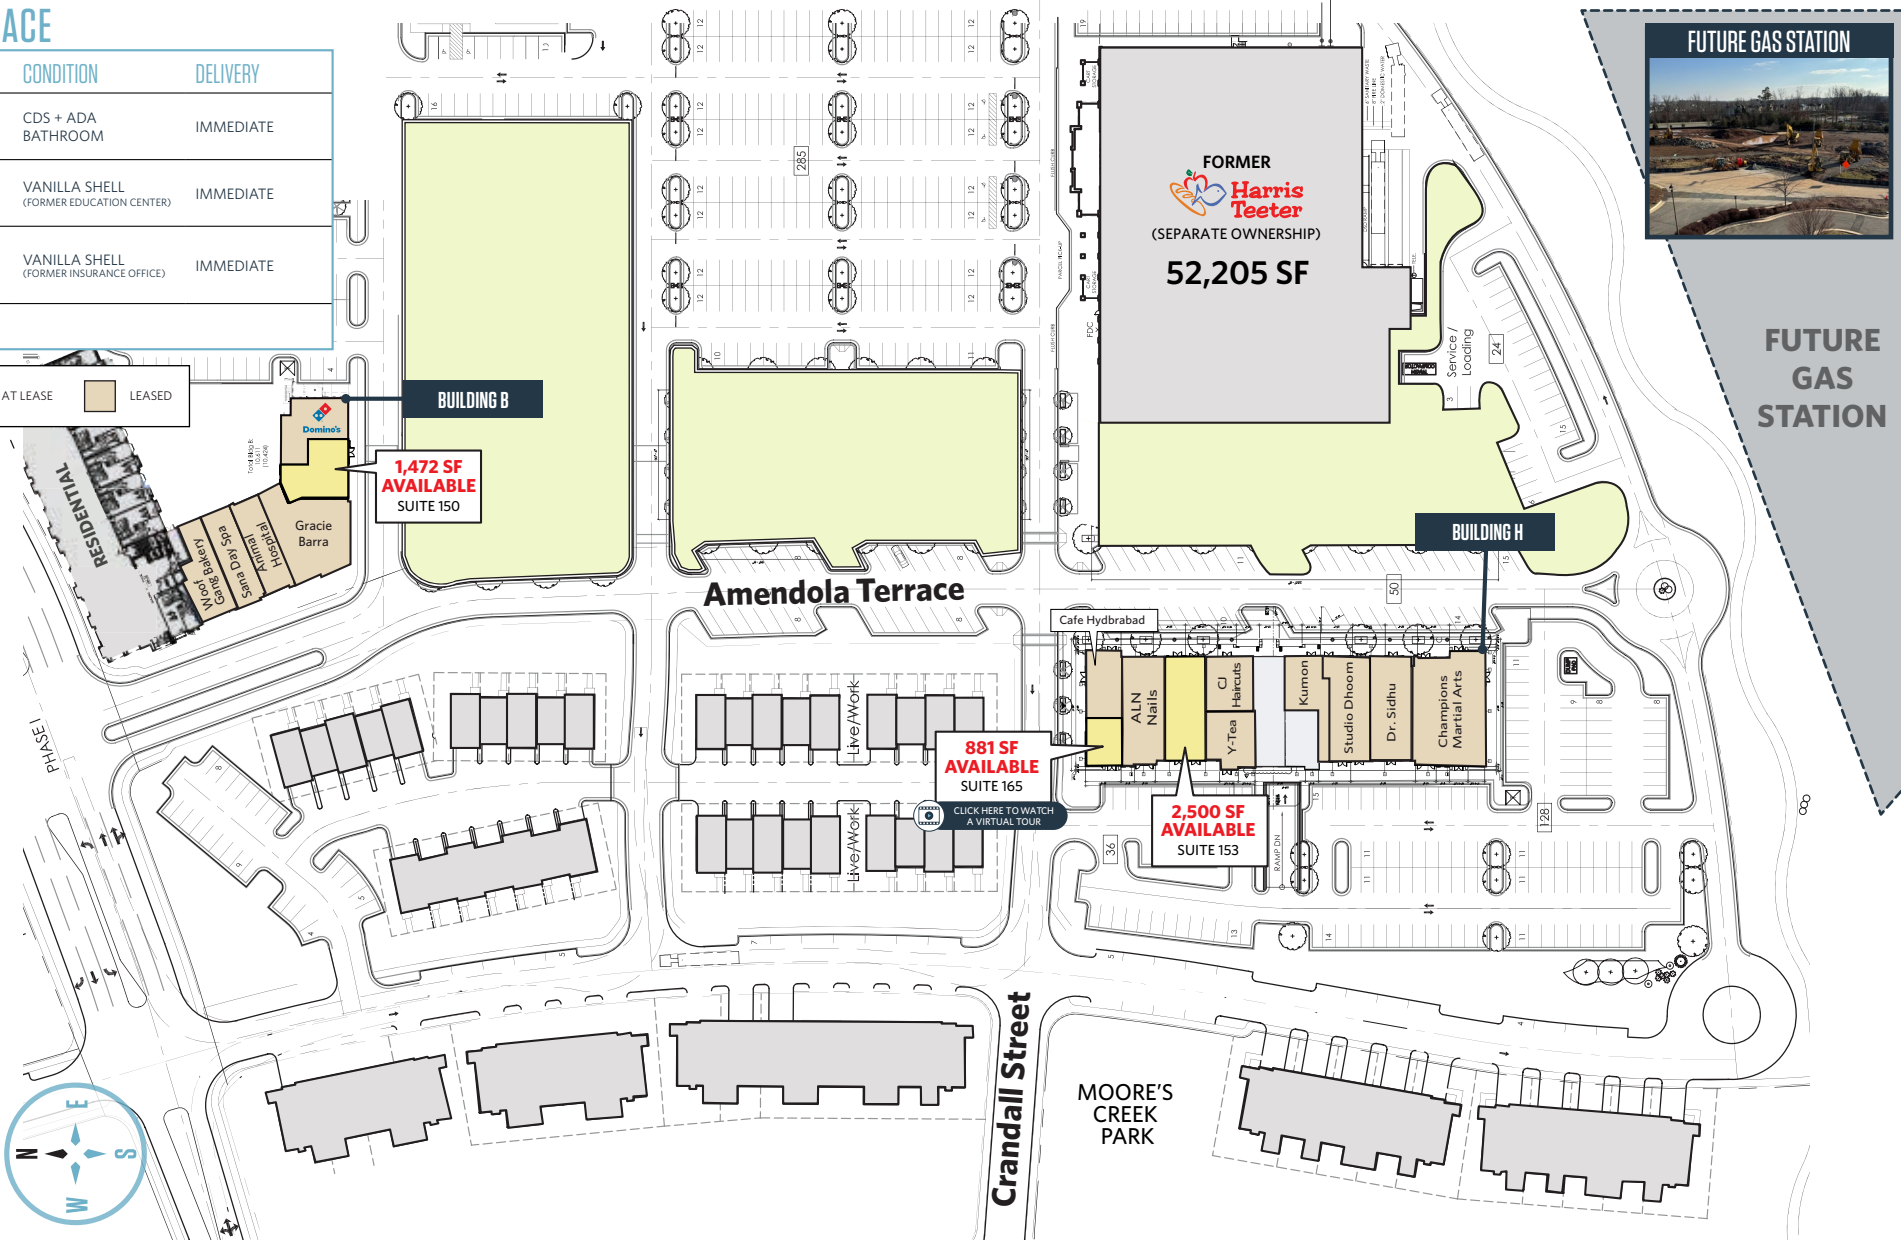 ACE
CONDITION
DELIVERY
CDS + ADA
BATHROOM
IMMEDIATE
VANILLA SHELL
(FORMER EDUCATION CENTER)
IMMEDIATE
VANILLA SHELL
(FORMER INSURANCE OFFICE)
IMMEDIATE
AT LEASE
LEASED
FUTURE GAS STATION
FUTURE
GAS
STATION
FORMER
Harris
Teeter
(SEPARATE OWNERSHIP)
52,205 SF
Service /
Loading
24
285
BUILDING B
Domino's
1,472 SF
AVAILABLE
SUITE 150
RESIDENTIAL
Woof
Gang Bakery
Sana Day Spa
Animal
Hospital
Gracie
Barra
BUILDING H
Amendola Terrace
50
Cafe Hydbrabad
ALN
Nails
CJ
Haircuts
Y-Tea
Kumon
Studio Dhoom
Dr. Sidhu
Champions
Martial Arts
881 SF
AVAILABLE
SUITE 165
CLICK HERE TO WATCH
A VIRTUAL TOUR
2,500 SF
AVAILABLE
SUITE 153
RAMP DN
36
128
Live/Work
Live/Work
PHASE I
Crandall Street
MOORE'S
CREEK
PARK
N
E
S
W